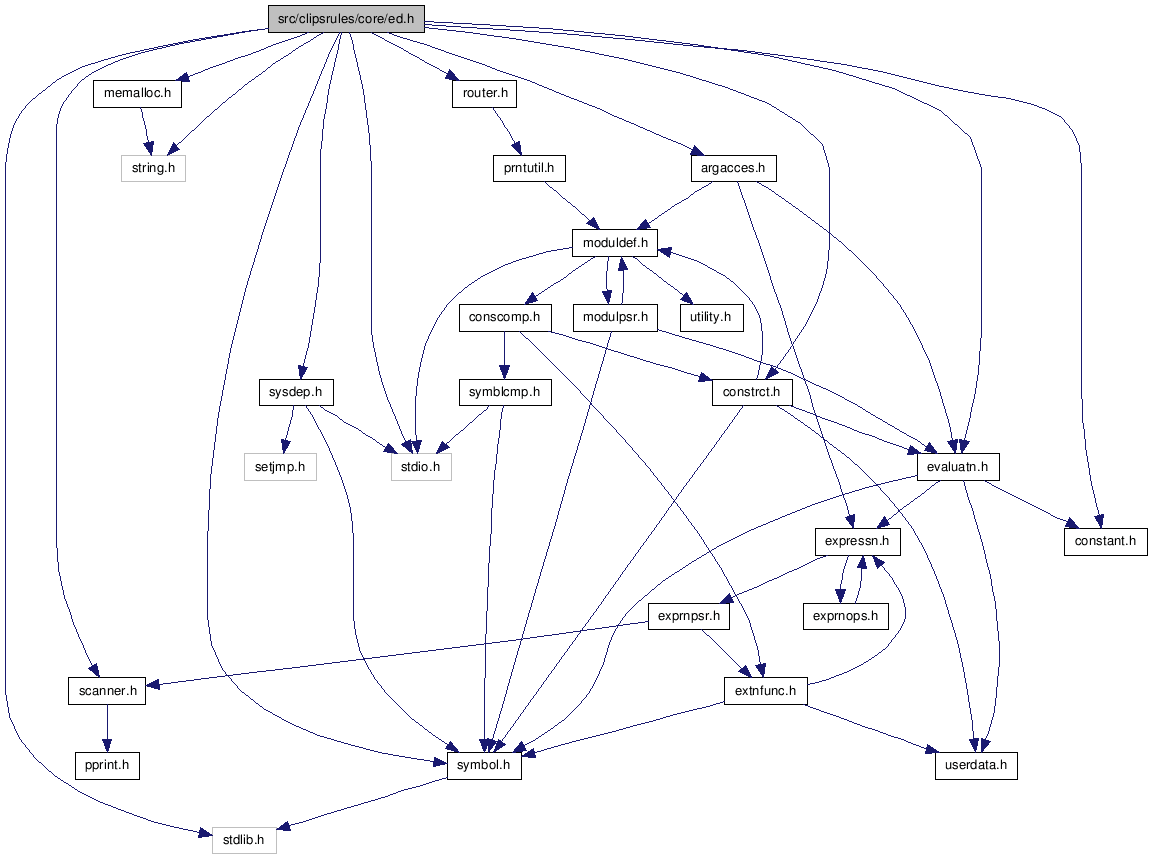 src/clipsrules/core/ed.h
memalloc.h
router.h
string.h
prntutil.h
argacces.h
moduldef.h
conscomp.h
modulpsr.h
utility.h
sysdep.h
symblcmp.h
constrct.h
setjmp.h
stdio.h
evaluatn.h
expressn.h
constant.h
exprnpsr.h
exprnops.h
scanner.h
extnfunc.h
pprint.h
symbol.h
userdata.h
stdlib.h